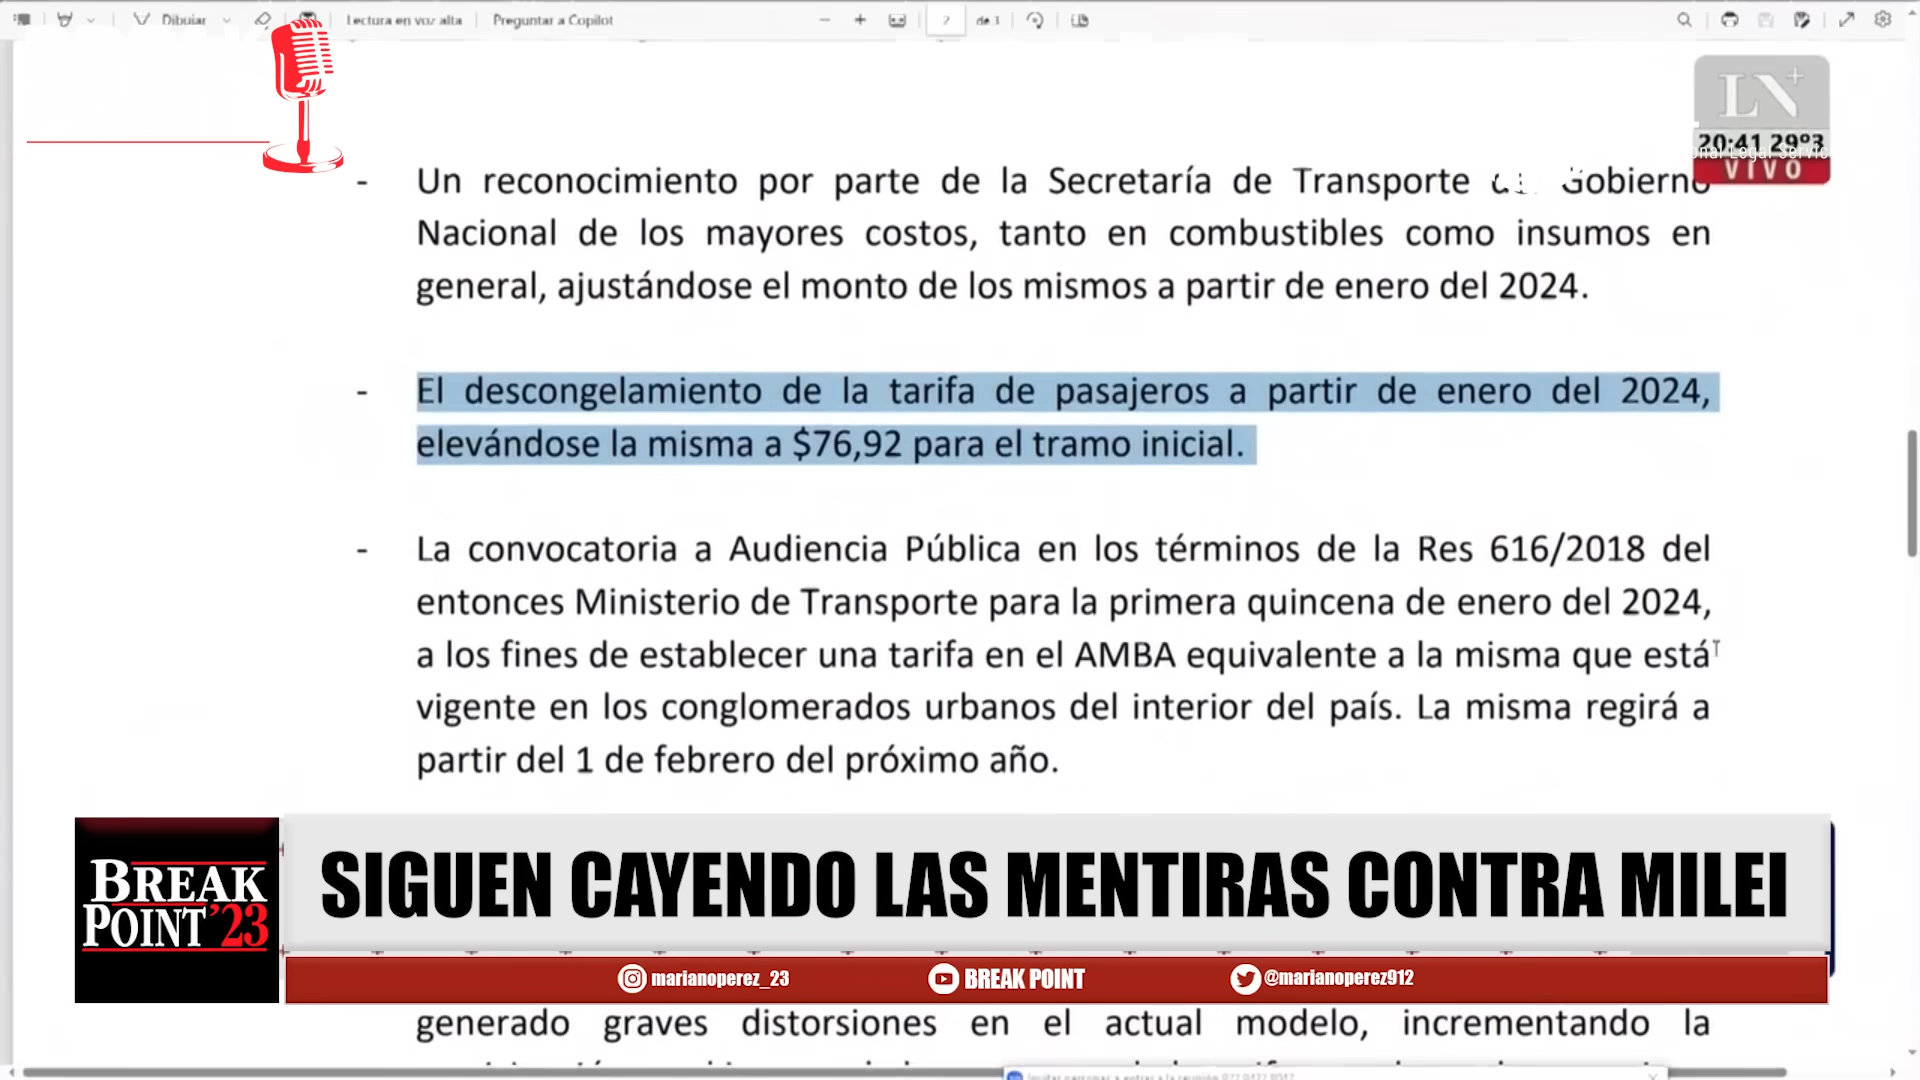 Dibujar
Lectura en voz alta
Preguntar a Copilot
2
de 3
LN+
20:41 29º3
onal Legal Servic
VIVO
- Un reconocimiento por parte de la Secretaría de Transporte Gobierno
Nacional de los mayores costos, tanto en combustibles como insumos en
general, ajustándose el monto de los mismos a partir de enero del 2024.
- El descongelamiento de la tarifa de pasajeros a partir de enero del 2024,
elevándose la misma a $76,92 para el tramo inicial.
- La convocatoria a Audiencia Pública en los términos de la Res 616/2018 del
entonces Ministerio de Transporte para la primera quincena de enero del 2024,
a los fines de establecer una tarifa en el AMBA equivalente a la misma que está
vigente en los conglomerados urbanos del interior del país. La misma regirá a
partir del 1 de febrero del próximo año.
BREAK
POINT'23
SIGUEN CAYENDO LAS MENTIRAS CONTRA MILEI
marianoperez_23
BREAK POINT
@marianoperez912
generado graves distorsiones en el actual modelo, incrementando la